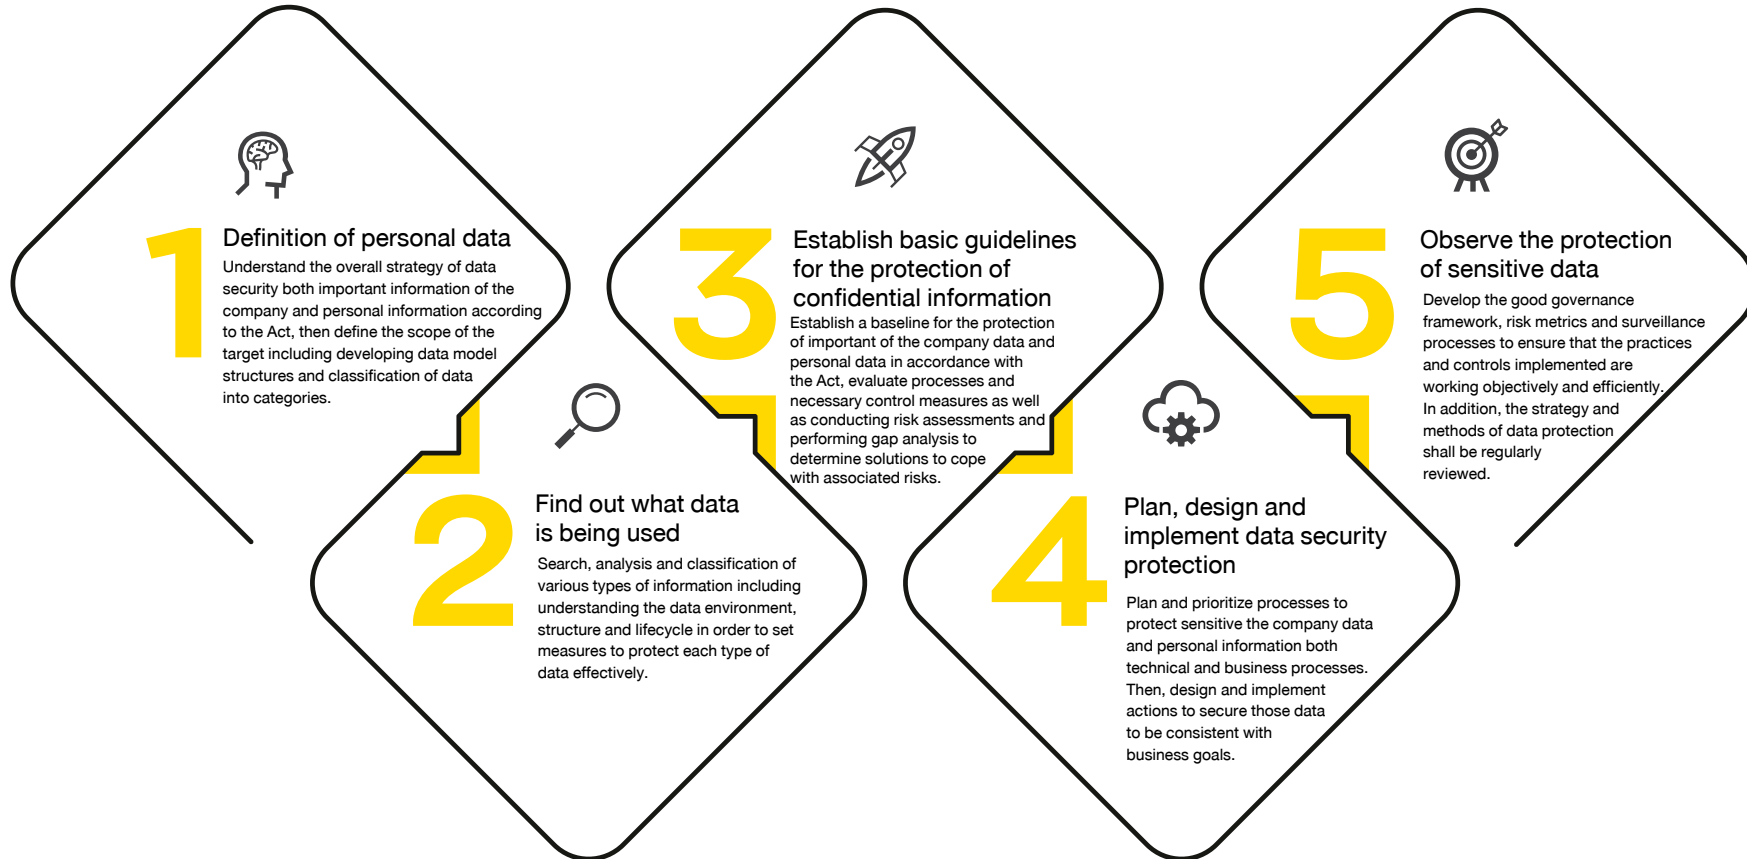 1
Definition of personal data
Understand the overall strategy of data
security both important information of the
company and personal information according
to the Act, then define the scope of the
target including developing data model
structures and classification of data
into categories.
2
Find out what data
is being used
Search, analysis and classification of
various types of information including
understanding the data environment,
structure and lifecycle in order to set
measures to protect each type of
data effectively.
3
Establish basic guidelines
for the protection of
confidential information
Establish a baseline for the protection
of important of the company data and
personal data in accordance with
the Act, evaluate processes and
necessary control measures as well
as conducting risk assessments and
performing gap analysis to
determine solutions to cope
with associated risks.
4
Plan, design and
implement data security
protection
Plan and prioritize processes to
protect sensitive the company data
and personal information both
technical and business processes.
Then, design and implement
actions to secure those data
to be consistent with
business goals.
5
Observe the protection
of sensitive data
Develop the good governance
framework, risk metrics and surveillance
processes to ensure that the practices
and controls implemented are
working objectively and efficiently.
In addition, the strategy and
methods of data protection
shall be regularly
reviewed.